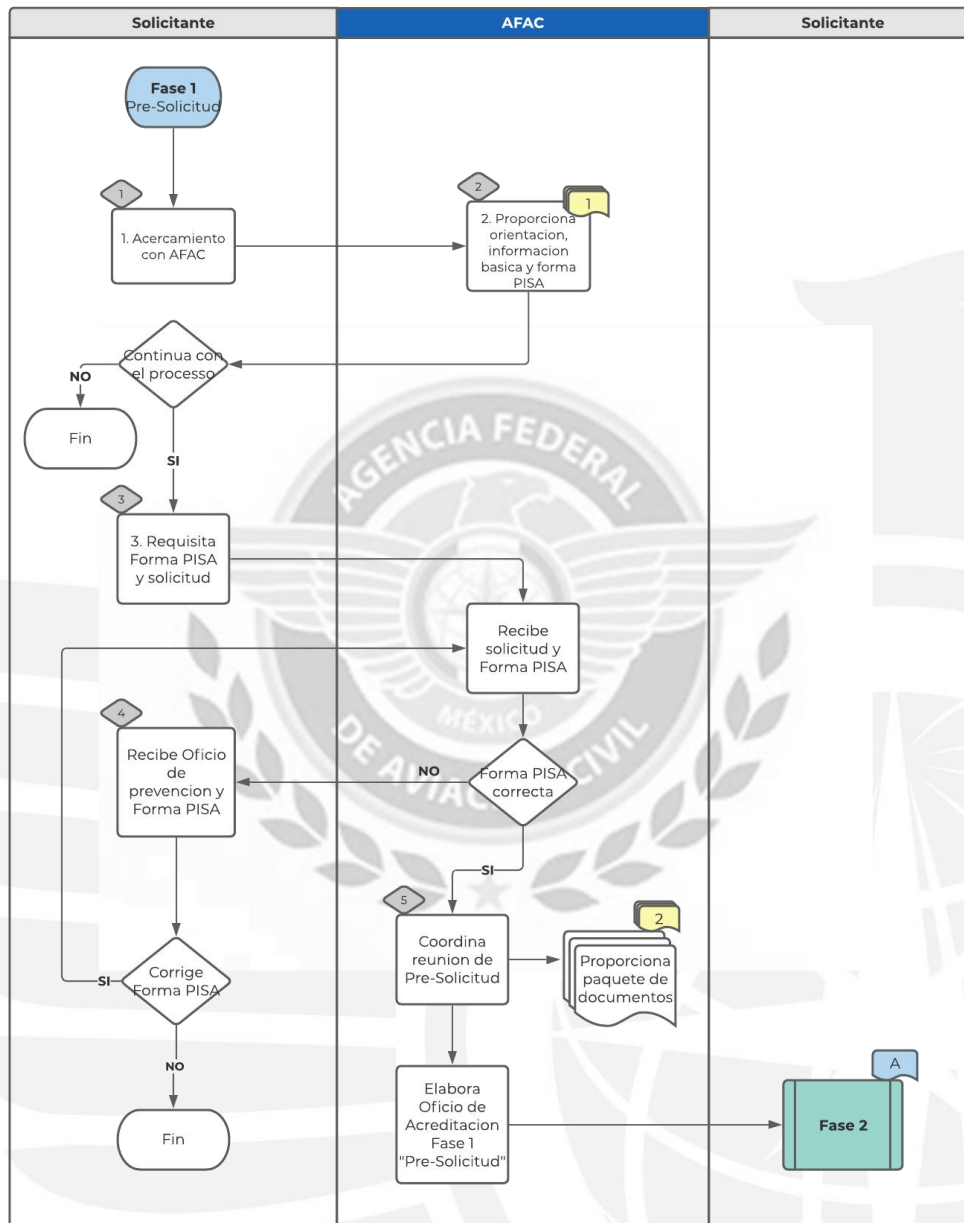 Solicitante
AFAC
Solicitante
Fase 1
Pre-Solicitud
1
1. Acercamiento
con AFAC
2
1
2. Proporciona
orientacion,
informacion
basica y forma
PISA
Continua con
el processo
NO
Fin
SI
3
3. Requisita
Forma PISA
y solicitud
Recibe
solicitud y
Forma PISA
4
Recibe Oficio
de
prevencion y
Forma PISA
NO
Forma PISA
correcta
SI
5
Coordina
reunion de
Pre-Solicitud
2
Proporciona
paquete de
documentos
SI
Corrige
Forma PISA
NO
Fin
Elabora
Oficio de
Acreditacion
Fase 1
"Pre-Solicitud"
A
Fase 2
AGENCIA FEDERAL
MÉXICO
DE AVIACIÓN CIVIL